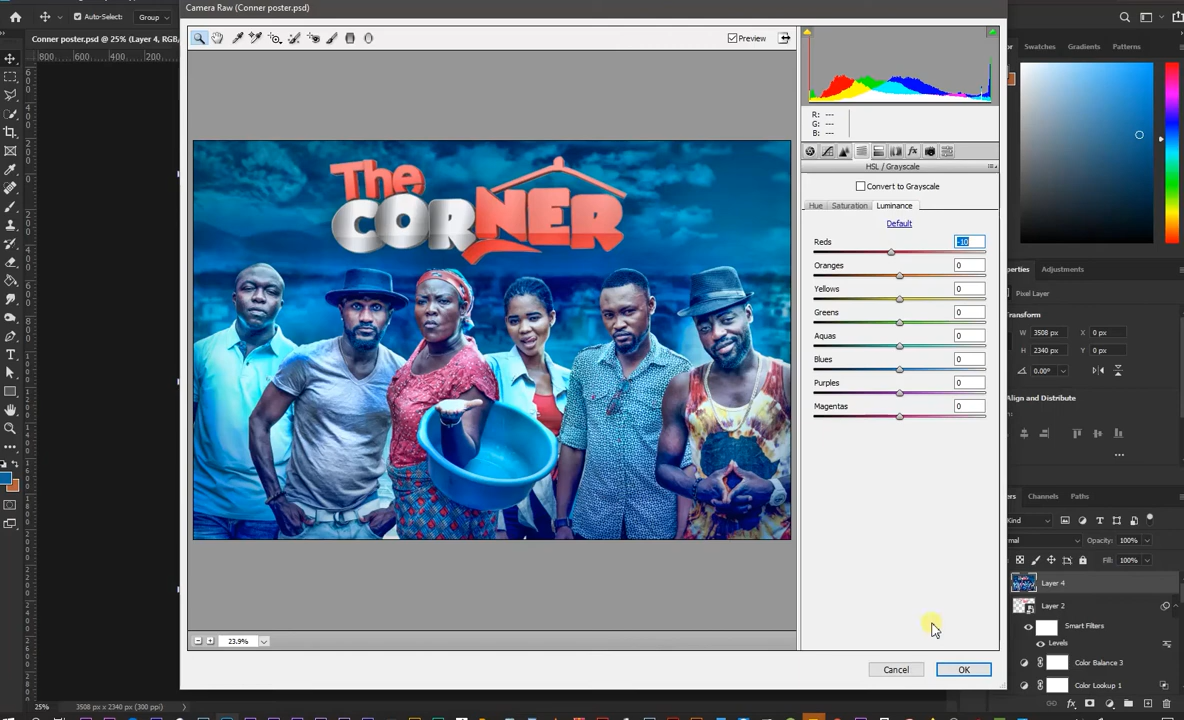 Camera Raw (Conner poster.psd)
Auto-Select:
Group
Conner poster.psd @ 25% (Layer 4, RGB/
800
600
400
200
Preview
R: ---
G: ---
B: ---
HSL / Grayscale
Convert to Grayscale
Hue
Saturation
Luminance
Default
Reds
-10
Oranges
0
Yellows
0
Greens
0
Aquas
0
Blues
0
Purples
0
Magentas
0
The
CORNER
23.9%
Cancel
OK
25%
3508 px x 2340 px (300 ppi)
Swatches
Gradients
Patterns
Adjustments
Pixel Layer
Transform
W
3508 px
X
0 px
H
2340 px
Y
0 px
0.00°
Align and Distribute
Channels
Paths
Kind
Opacity:
100%
Fill:
100%
Layer 4
Layer 2
Smart Filters
Levels
Color Balance 3
Color Lookup 1